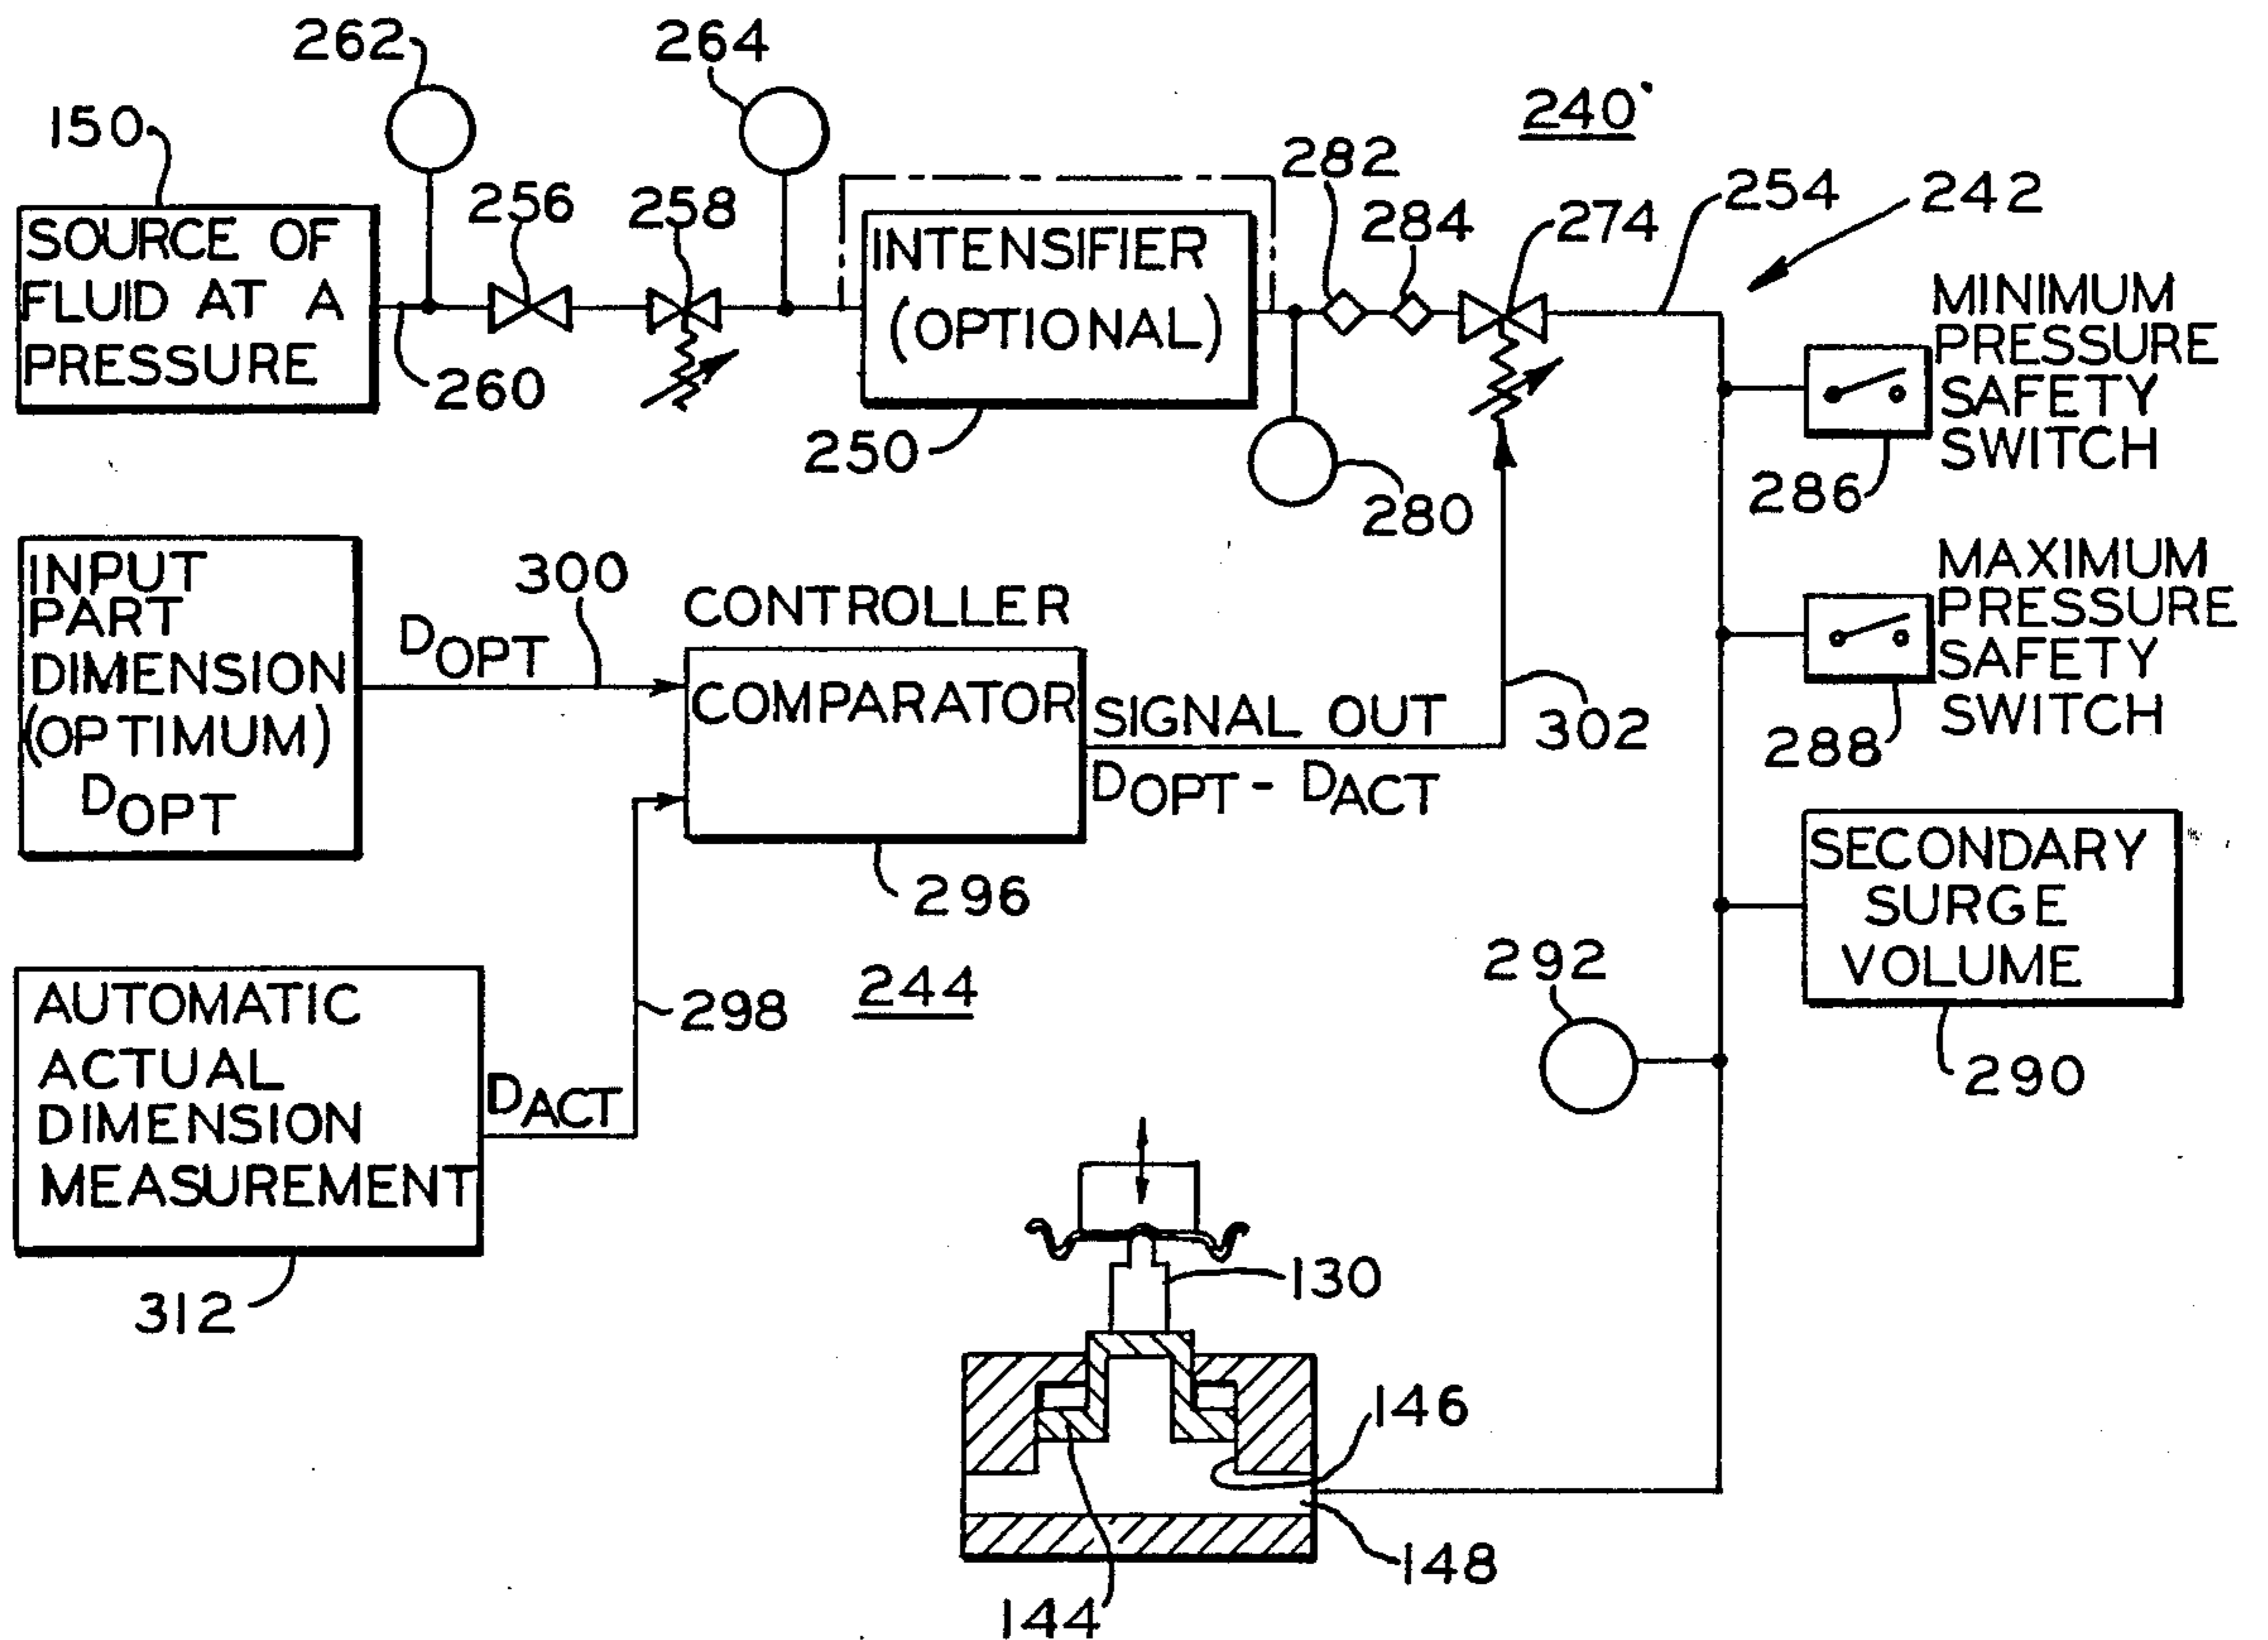 262
264
240'
150
282
256
258
284
274
254
242
SOURCE OF
FLUID AT A
PRESSURE
INTENSIFIER
(OPTIONAL)
260
250
280
MINIMUM
PRESSURE
SAFETY
SWITCH
286
INPUT
PART
DIMENSION
(OPTIMUM)
DOPT
DOPT
300
CONTROLLER
COMPARATOR
SIGNAL OUT
DOPT - DACT
302
MAXIMUM
PRESSURE
SAFETY
SWITCH
288
296
244
298
SECONDARY
SURGE
VOLUME
290
292
AUTOMATIC
ACTUAL
DIMENSION
MEASUREMENT
DACT
312
130
146
148
144